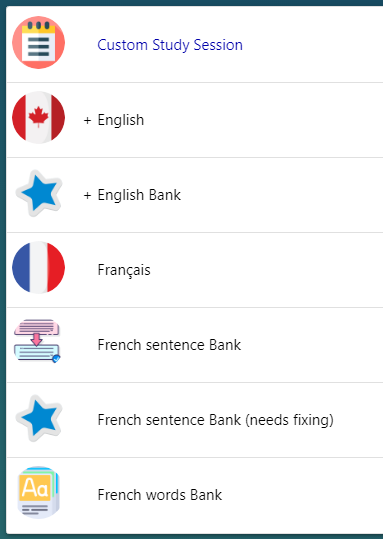 Custom Study Session
+ English
+ English Bank
Français
French sentence Bank
French sentence Bank (needs fixing)
Aa
French words Bank